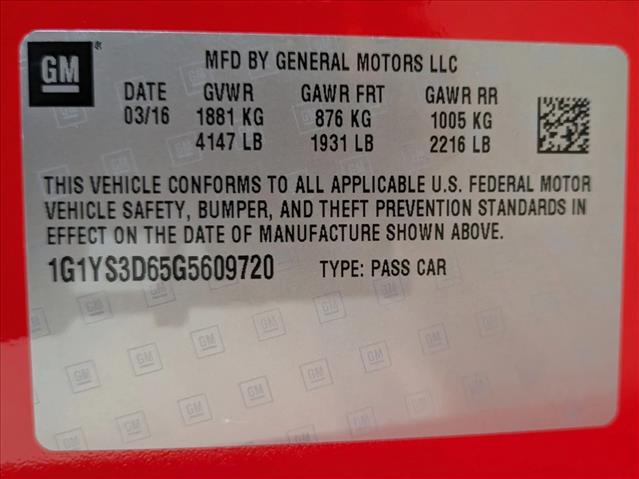 GM
MFD BY GENERAL MOTORS LLC
DATE GVWR GAWR FRT GAWR RR
03/16 1881 KG 876 KG 1005 KG
4147 LB 1931 LB 2216 LB
THIS VEHICLE CONFORMS TO ALL APPLICABLE U.S. FEDERAL MOTOR
VEHICLE SAFETY, BUMPER, AND THEFT PREVENTION STANDARDS IN
EFFECT ON THE DATE OF MANUFACTURE SHOWN ABOVE.
1G1YS3D65G5609720 TYPE: PASS CAR